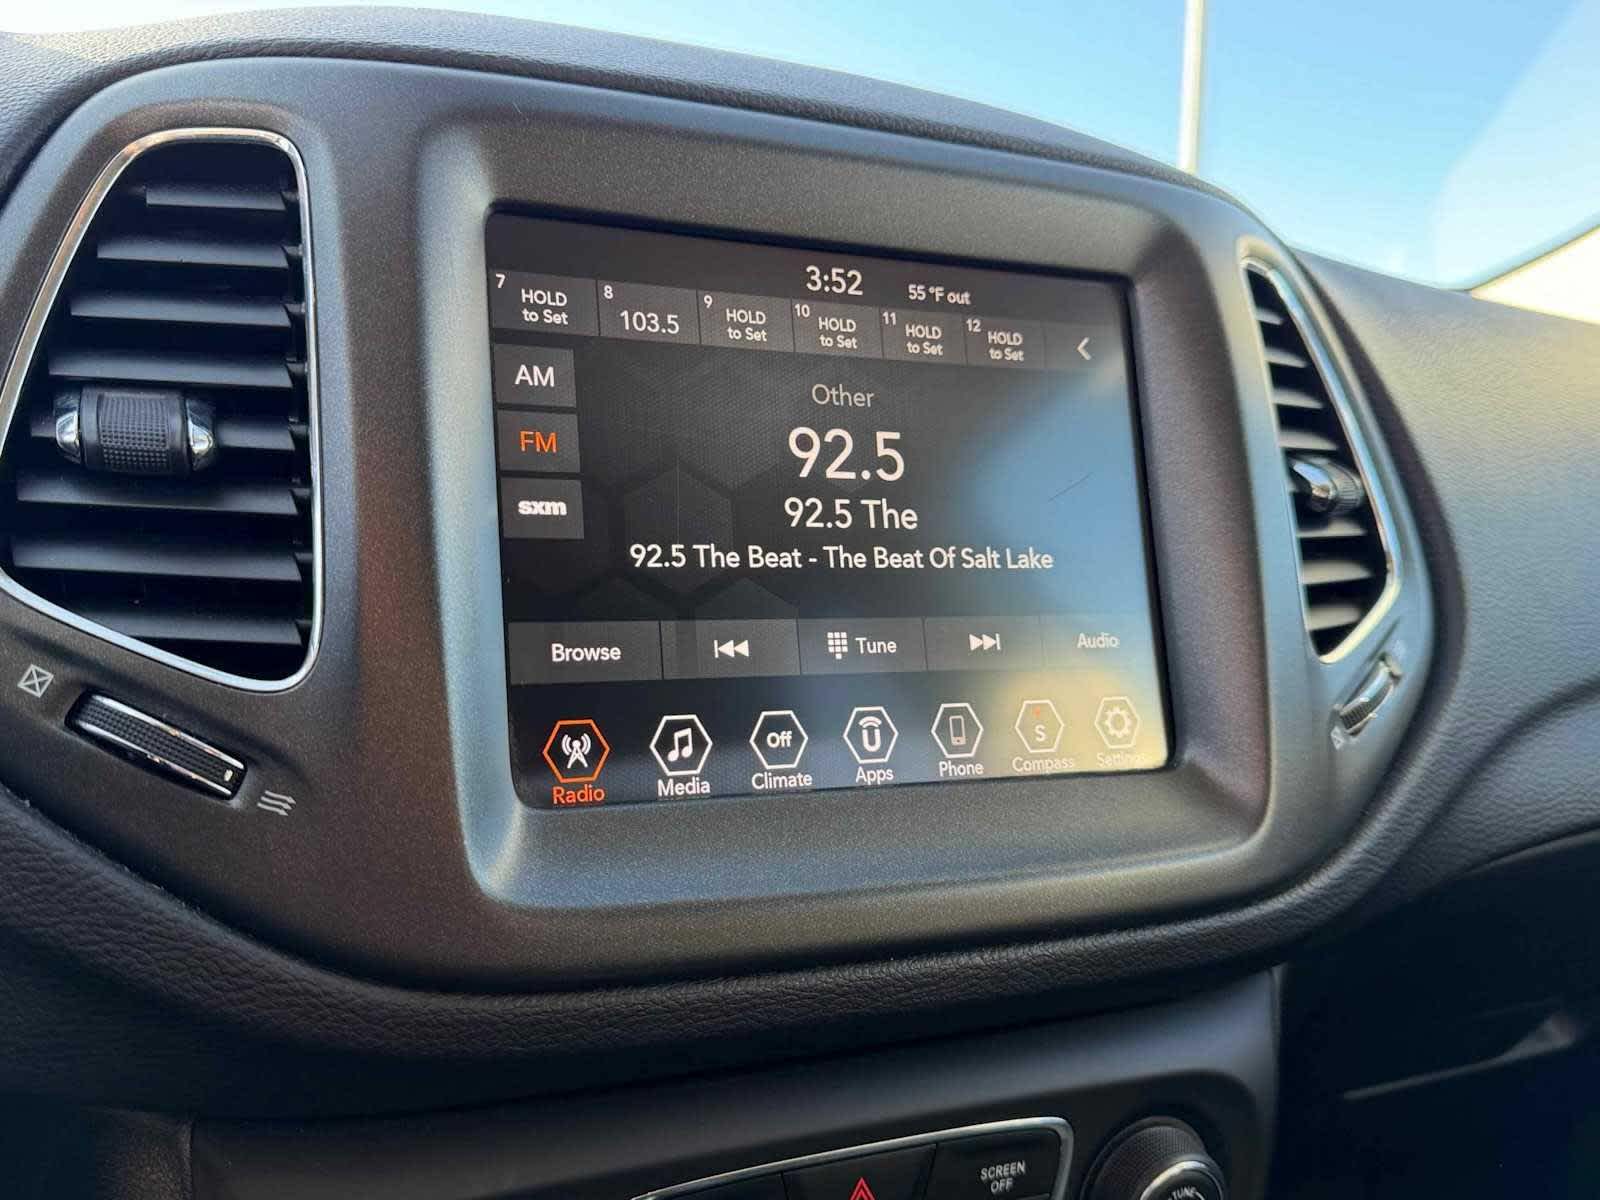 3:52
55 °F out
7
HOLD
to Set
8
103.5
9
HOLD
to Set
10
HOLD
to Set
11
HOLD
to Set
12
HOLD
to Set
AM
FM
sxm
Other
92.5
92.5 The
92.5 The Beat - The Beat Of Salt Lake
Browse
Tune
Audio
Off
U
S
Radio
Media
Climate
Apps
Phone
Compass
Settings
SCREEN
OFF
TUNE